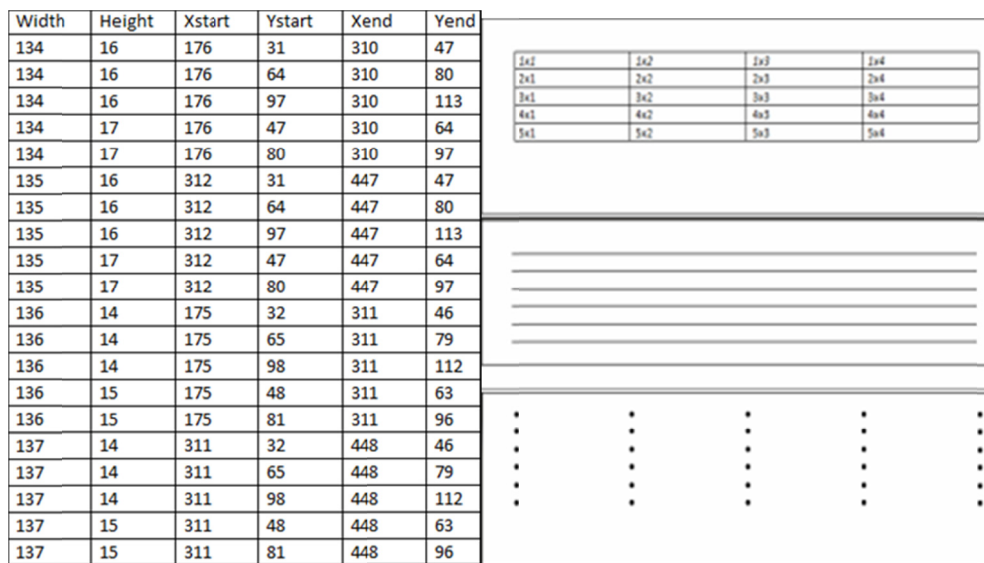 Width Height Xstart Ystart Xend Yend
134 16 176 31 310 47
134 16 176 64 310 80
134 16 176 97 310 113
134 17 176 47 310 64
134 17 176 80 310 97
135 16 312 31 447 47
135 16 312 64 447 80
135 16 312 97 447 113
135 17 312 47 447 64
135 17 312 80 447 97
136 14 175 32 311 46
136 14 175 65 311 79
136 14 175 98 311 112
136 15 175 48 311 63
136 15 175 81 311 96
137 14 311 32 448 46
137 14 311 65 448 79
137 14 311 98 448 112
137 15 311 48 448 63
137 15 311 81 448 96
1x1 1x2 1x3 1x4
2x1 2x2 2x3 2x4
3x1 3x2 3x3 3x4
4x1 4x2 4x3 4x4
5x1 5x2 5x3 5x4